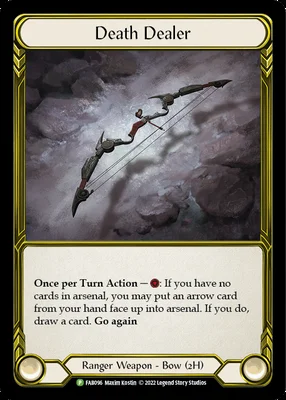 Death Dealer
Once per Turn Action — : If you have no
cards in arsenal, you may put an arrow card
from your hand face up into arsenal. If you do,
draw a card. Go again
Ranger Weapon - Bow (2H)
P FAB096 Maxim Kostin © 2022 Legend Story Studios